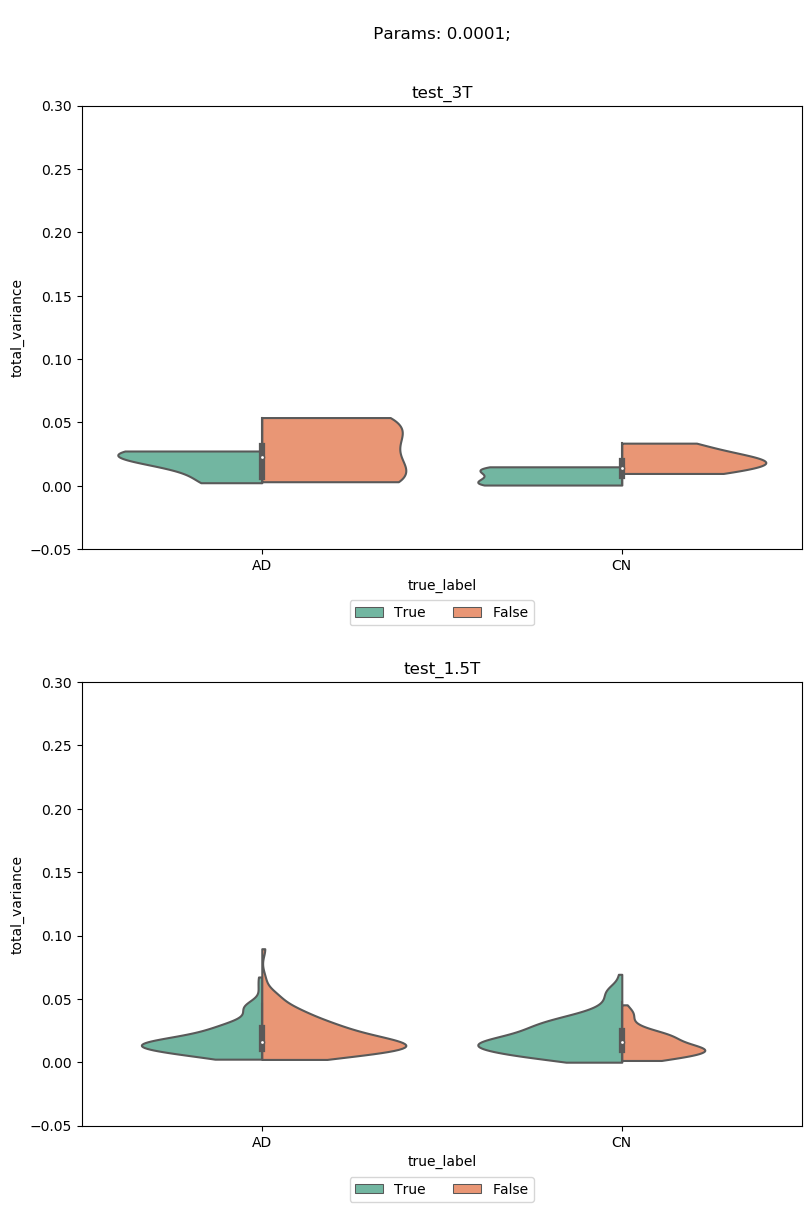 Params: 0.0001;
test_3T
0.30
0.25
0.20
0.15
0.10
0.05
0.00
−0.05
total_variance
AD CN
true_label
True False
test_1.5T
0.30
0.25
0.20
0.15
0.10
0.05
0.00
−0.05
total_variance
AD CN
true_label
True False